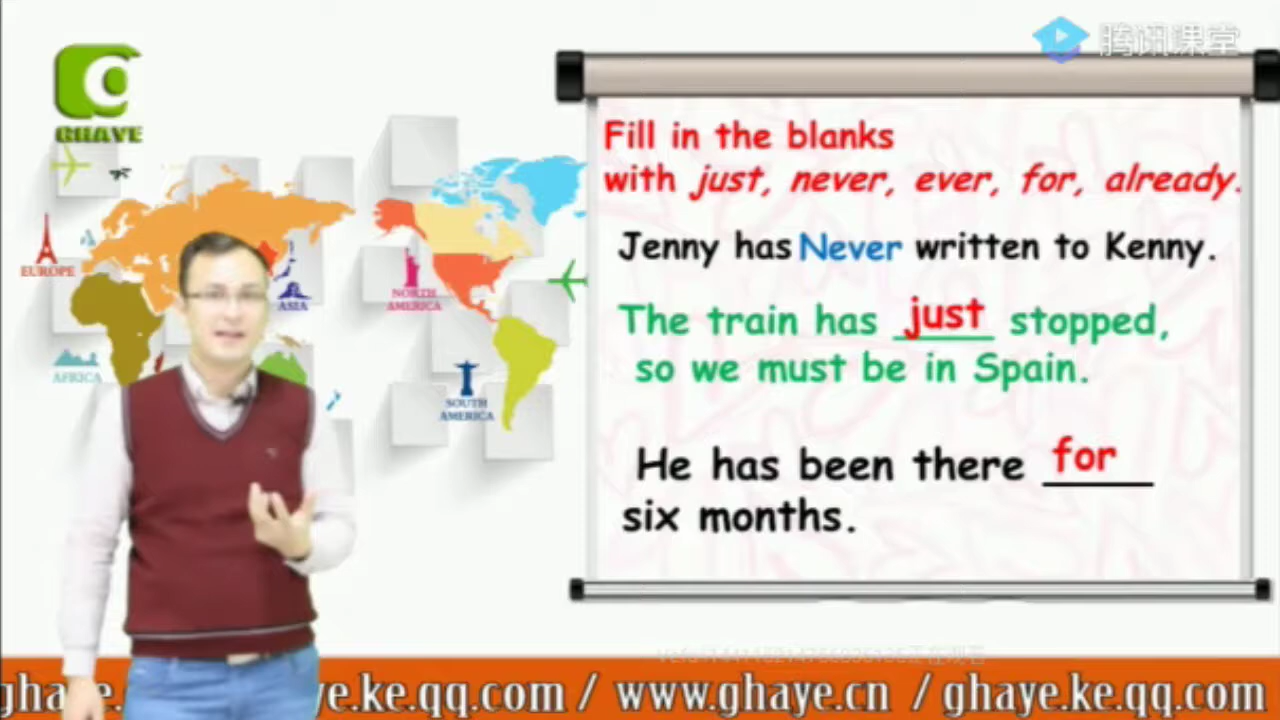 腾讯课堂
GHAYE
Fill in the blanks
with just, never, ever, for, already.
Jenny has Never written to Kenny.
The train has just stopped,
so we must be in Spain.
He has been there for
six months.
EUROPE
ASIA
AFRICA
NORTH
AMERICA
SOUTH
AMERICA
ghaye. ye.ke.qq.com / www.ghaye.cn / ghaye.ke.qq.com